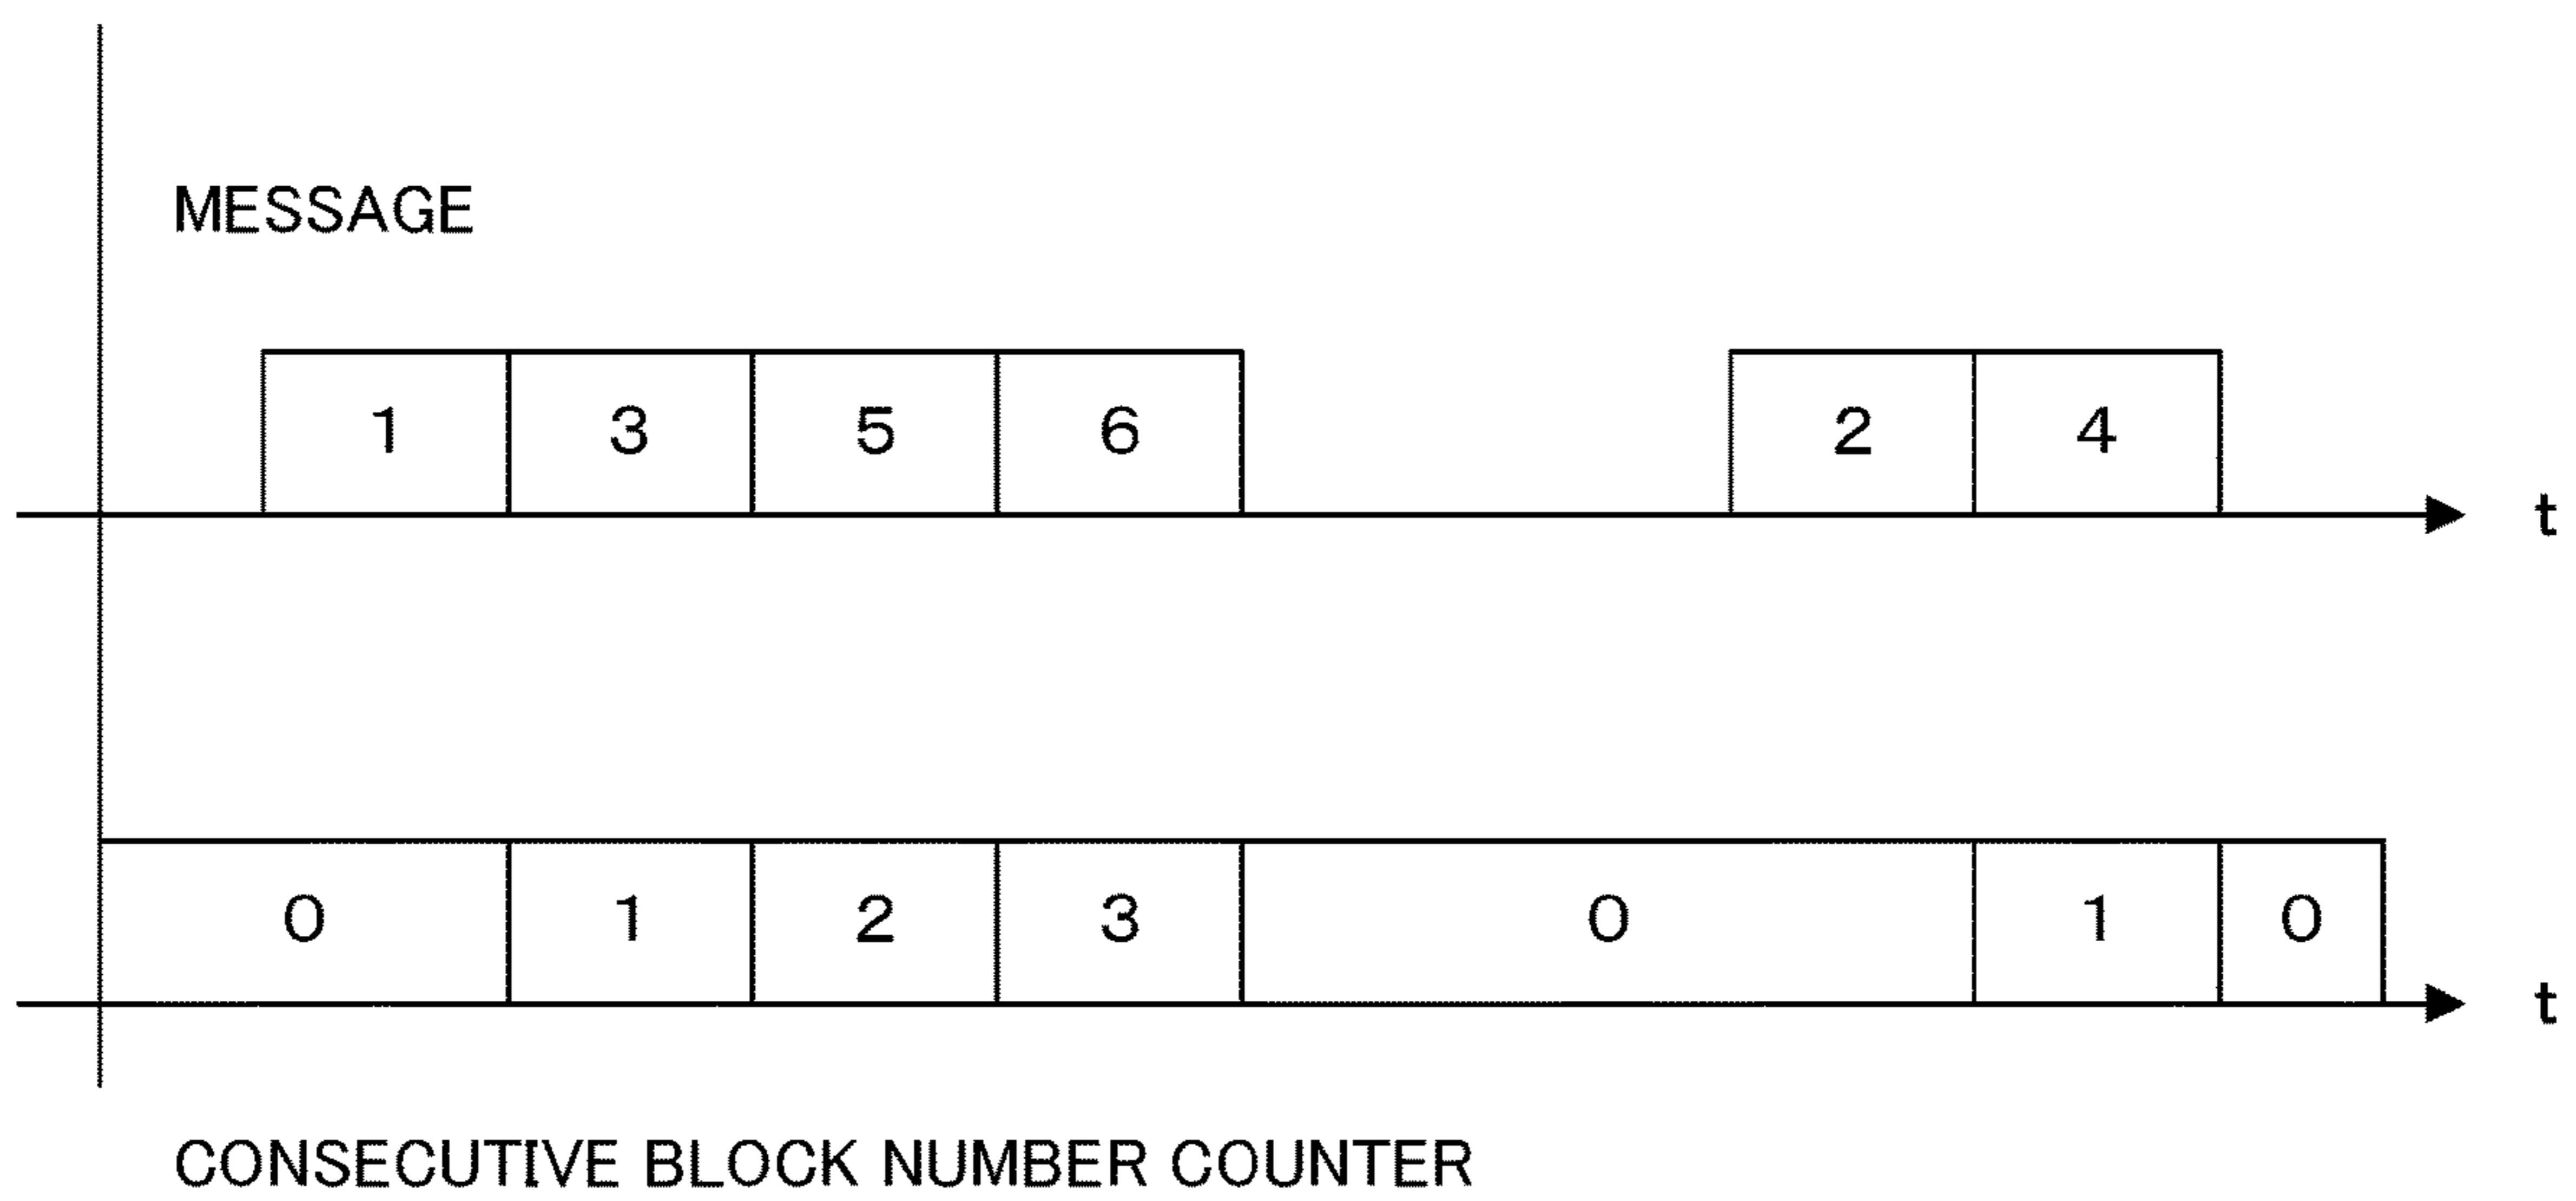 MESSAGE
1 3 5 6 2 4
t
0 1 2 3 0 1 0
t
CONSECUTIVE BLOCK NUMBER COUNTER